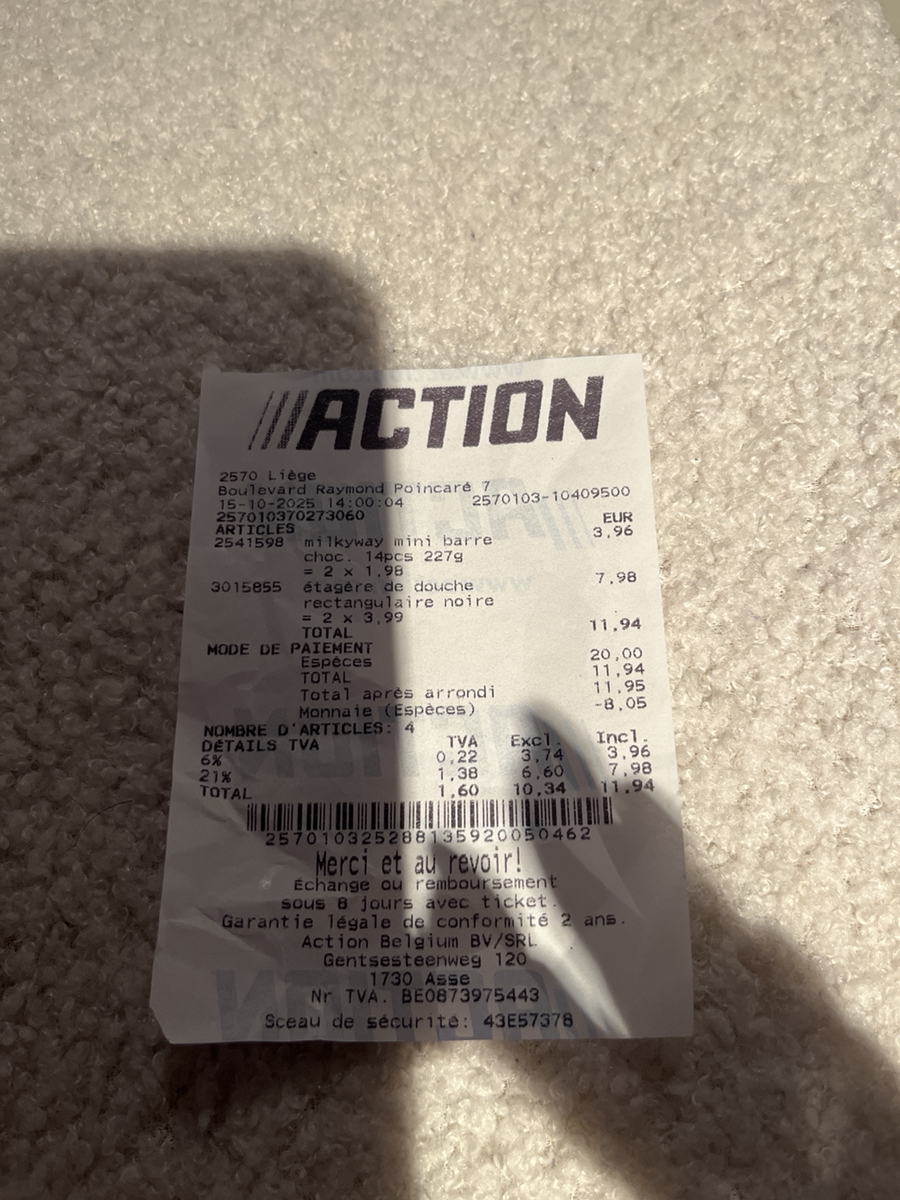 ACTION
2570 Liège
Boulevard Raymond Poincaré 7
15-10-2025 14:00:04 2570103-10409500
257010370273060 EUR
ARTICLES 3,96
2541598 milkyway mini barre
choc. 14pcs 227g
= 2 x 1,98
3015855 étagère de douche 7,98
rectangulaire noire
= 2 x 3,99
TOTAL 11,94
MODE DE PAIEMENT
Espèces 20,00
TOTAL 11,94
Total après arrondi 11,95
Monnaie (Espèces) -8,05
NOMBRE D'ARTICLES: 4
DÉTAILS TVA TVA Excl. Incl.
6% 0,22 3,74 3,96
21% 1,38 6,60 7,98
TOTAL 1,60 10,34 11,94
257010325288135920050462
Merci et au revoir!
Échange ou remboursement
sous 8 jours avec ticket.
Garantie légale de conformité 2 ans.
Action Belgium BV/SRL
Gentsesteenweg 120
1730 Asse
Nr TVA. BE0873975443
Sceau de sécurité: 43E57378